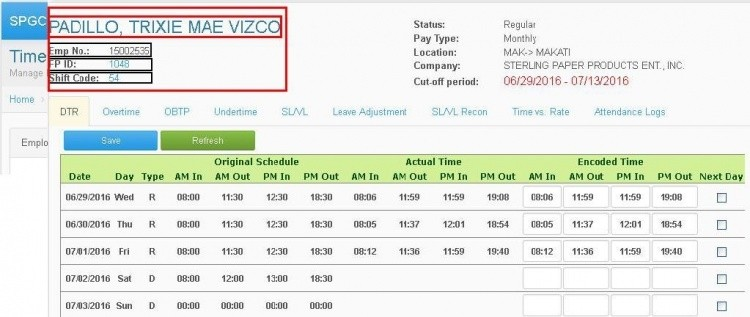 SPGC
PADILLO, TRIXIE MAE VIZCO
Emp No.: 15002535
FP ID: 1048
Shift Code: 54
Status: Regular
Pay Type: Monthly
Location: MAK-> MAKATI
Company: STERLING PAPER PRODUCTS ENT., INC.
Cut-off period: 06/29/2016 - 07/13/2016
Time
Manage
Home
Emplo
DTR Overtime OBTP Undertime SL/VL Leave Adjustment SL/VL Recon Time vs. Rate Attendance Logs
Save Refresh
Original Schedule Actual Time Encoded Time
Date Day Type AM In AM Out PM In PM Out AM In AM Out PM In PM Out AM In AM Out PM In PM Out Next Day
06/29/2016 Wed R 08:00 11:30 12:30 18:30 08:06 11:59 11:59 19:08 08:06 11:59 11:59 19:08
06/30/2016 Thu R 08:00 11:30 12:30 18:30 08:05 11:37 12:01 18:54 08:05 11:37 12:01 18:54
07/01/2016 Fri R 08:00 11:30 12:30 18:30 08:12 11:36 11:59 19:40 08:12 11:36 11:59 19:40
07/02/2016 Sat D 08:00 12:00 13:00 18:30
07/03/2016 Sun D 00:00 00:00 00:00 00:00